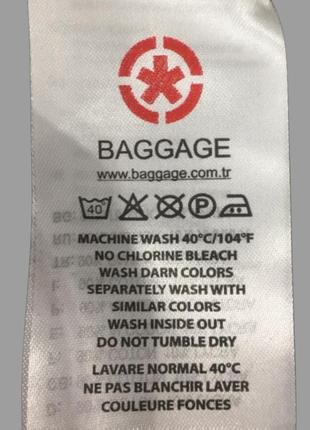 BAGGAGE
www.baggage.com.tr
40 P
MACHINE WASH 40°C/104°F
NO CHLORINE BLEACH
WASH DARN COLORS
SEPARATELY WASH WITH
SIMILAR COLORS
WASH INSIDE OUT
DO NOT TUMBLE DRY
LAVARE NORMAL 40°C
NE PAS BLANCHIR LAVER
COULEURE FONCES